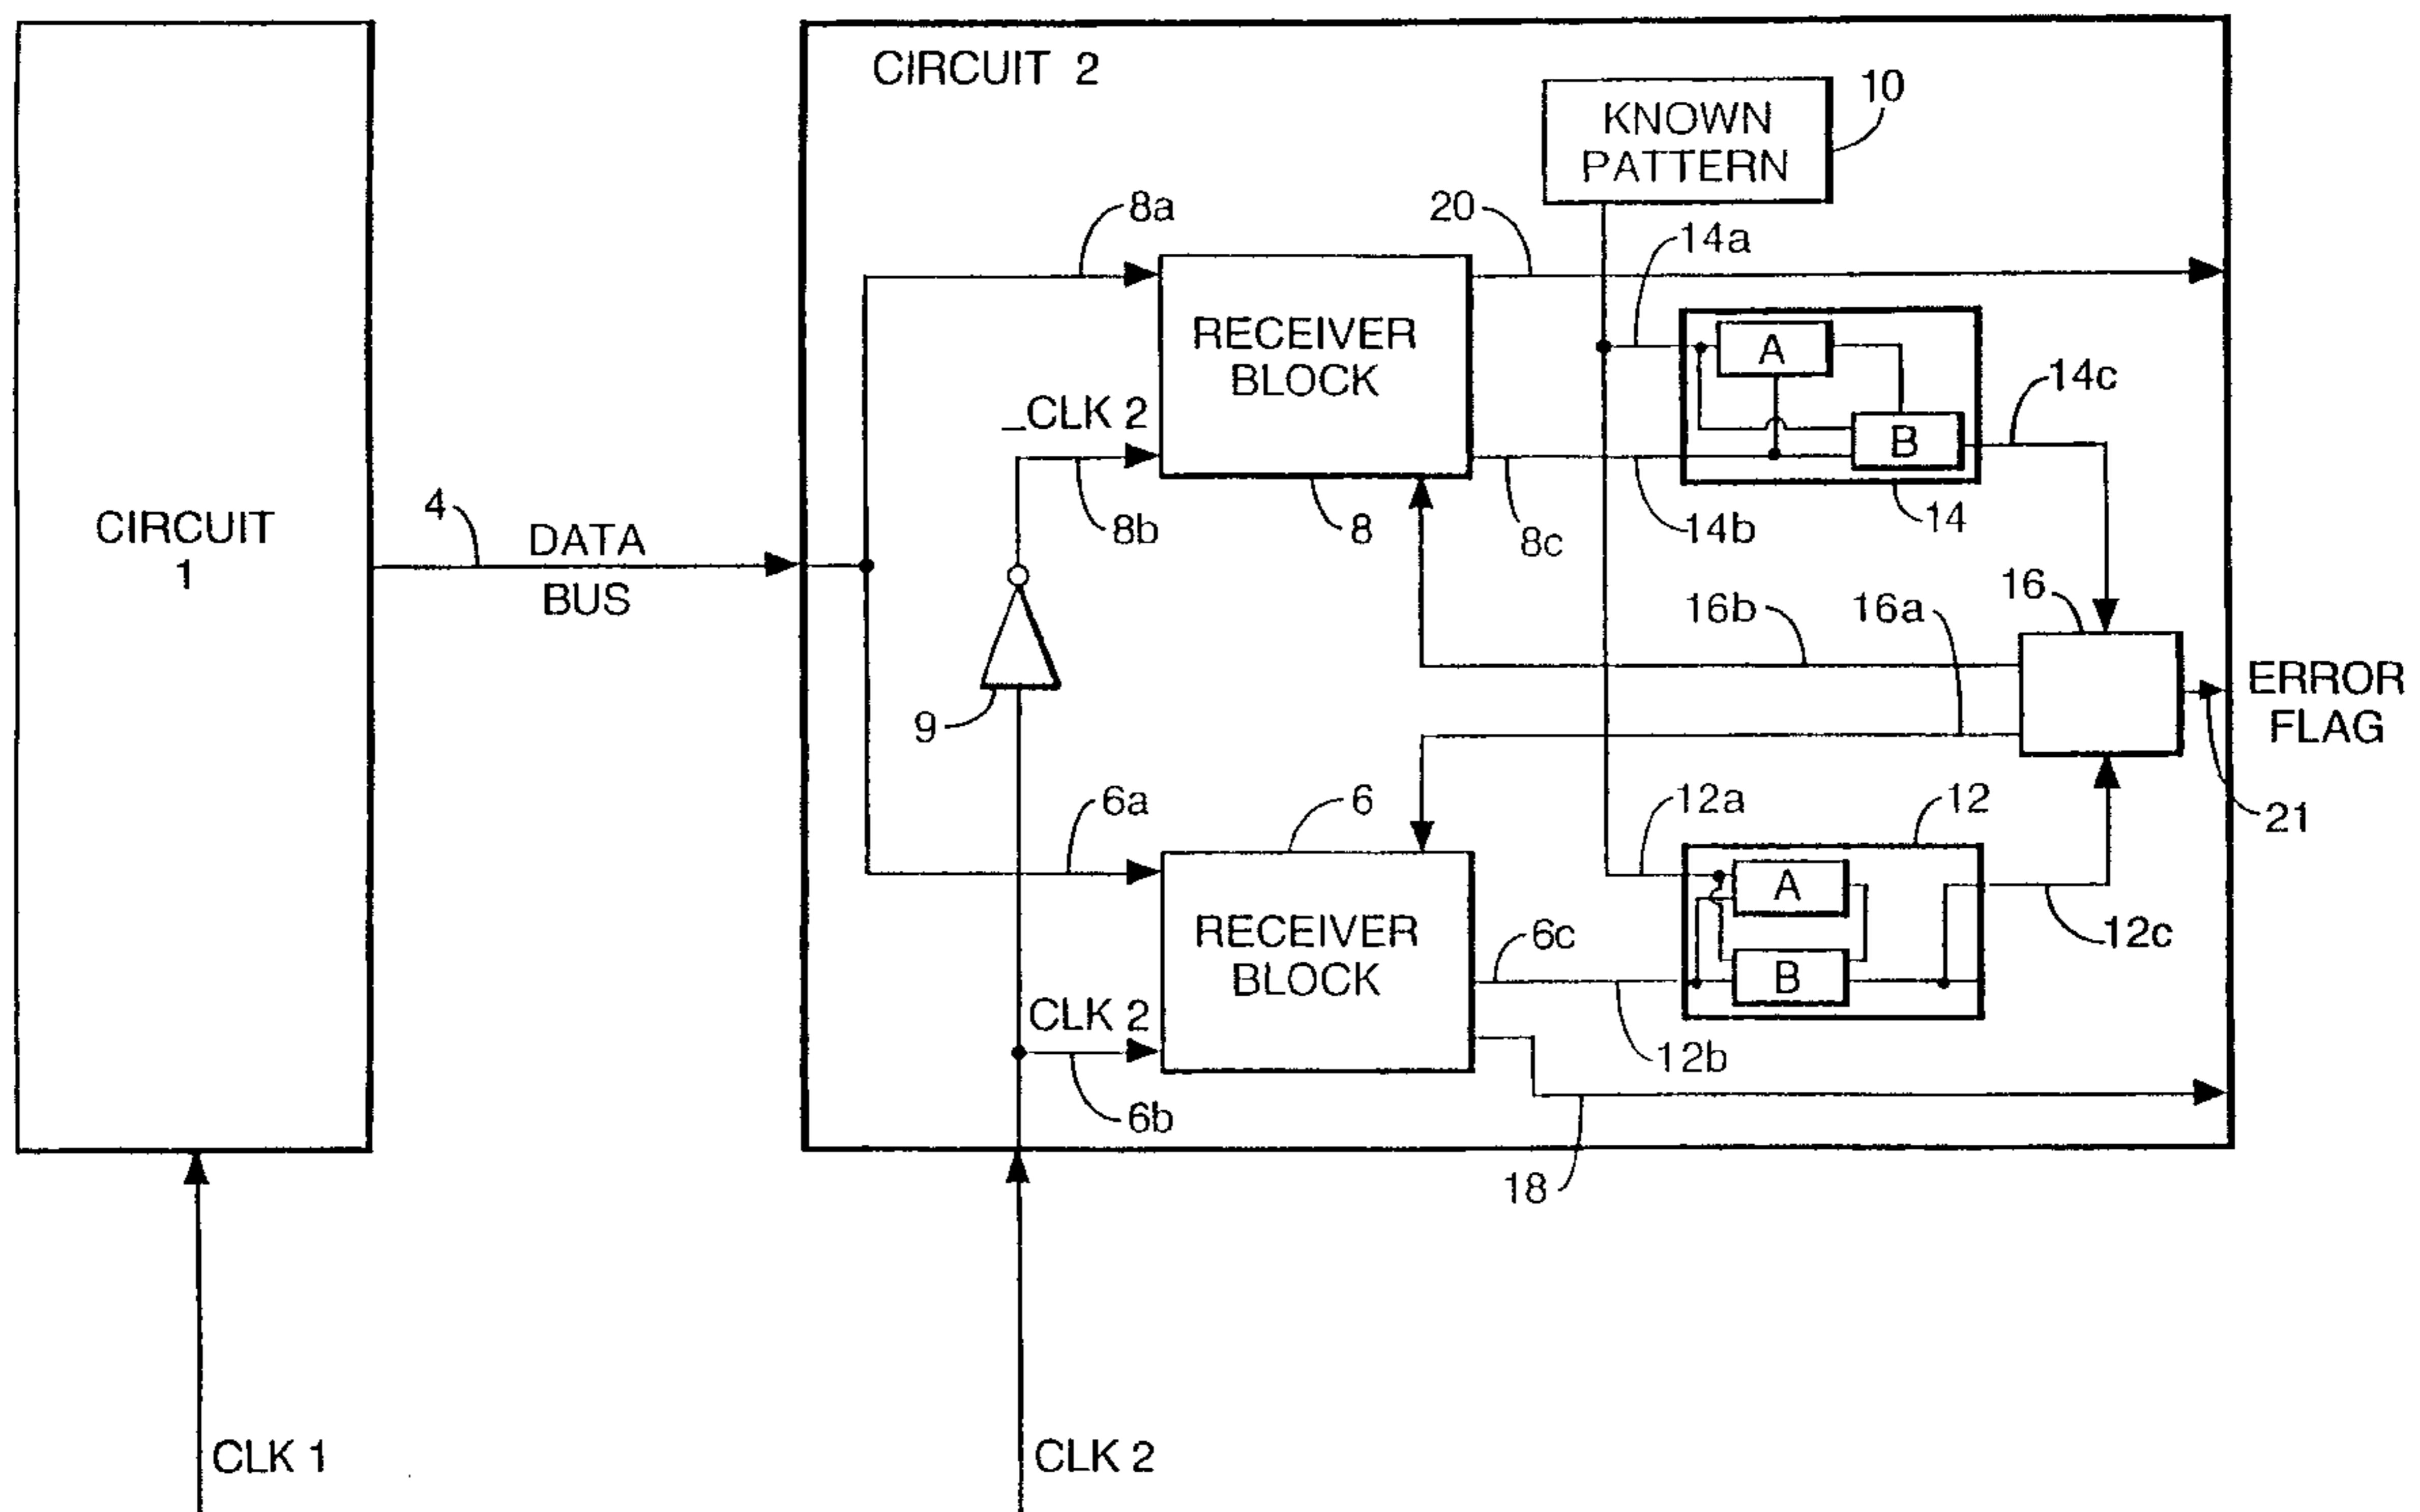 CIRCUIT 2
KNOWN
PATTERN
10
8a
20
14a
RECEIVER
BLOCK
A
B
14c
_CLK 2
8b
8
8c
14b
14
CIRCUIT
1
4
DATA
BUS
9
16b
16a
16
ERROR
FLAG
21
6a
6
12a
12
RECEIVER
BLOCK
A
B
6c
12c
CLK 2
12b
6b
18
CLK 1
CLK 2